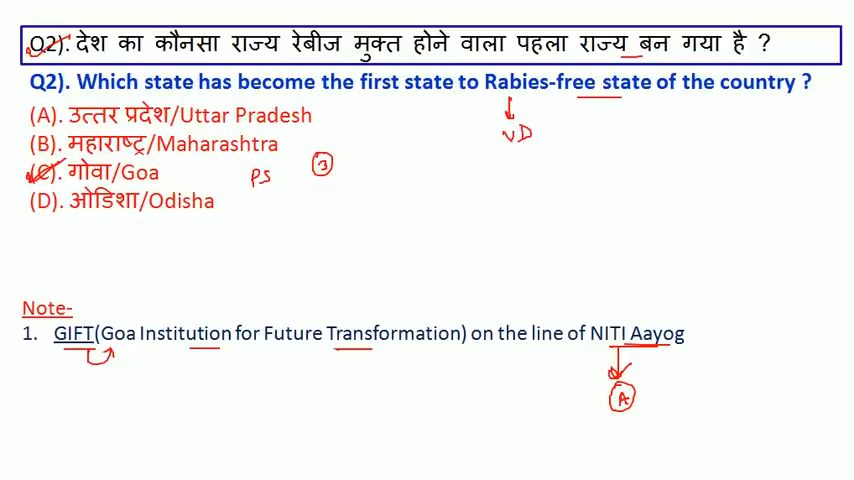 Q2). देश का कौनसा राज्य रेबीज मुक्त होने वाला पहला राज्य बन गया है ?
Q2). Which state has become the first state to Rabies-free state of the country ?
(A). उत्तर प्रदेश/Uttar Pradesh
VD
(B). महाराष्ट्र/Maharashtra
(C). गोवा/Goa PS 3
(D). ओडिशा/Odisha
Note-
1. GIFT(Goa Institution for Future Transformation) on the line of NITI Aayog
A